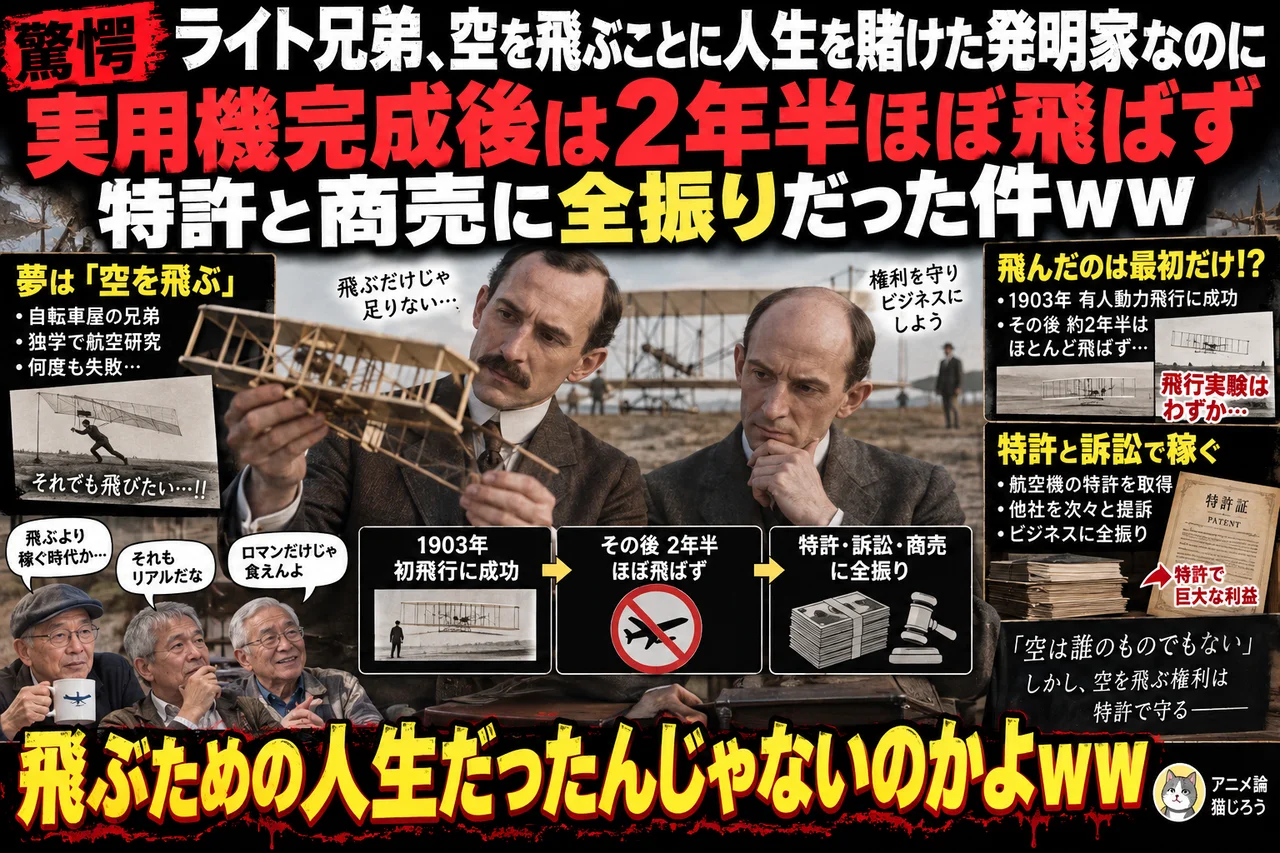 驚愕
ライト兄弟、空を飛ぶことに人生を賭けた発明家なのに
実用機完成後は2年半ほぼ飛ばず
特許と商売に全振りだった件ww
夢は「空を飛ぶ」
・自転車屋の兄弟
・独学で航空研究
・何度も失敗…
それでも飛びたい…!!
飛ぶだけじゃ
足りない…
権利を守り
ビジネスに
しよう
飛んだのは最初だけ!?
・1903年 有人動力飛行に成功
・その後 約2年半は
ほとんど飛ばず…
飛行実験は
わずか…
特許と訴訟で稼ぐ
・航空機の特許を取得
・他社を次々と提訴
・ビジネスに全振り
特許証
PATENT
特許で
巨大な利益
飛ぶより
稼ぐ時代か…
それも
リアルだな
ロマンだけじゃ
食えんよ
1903年
初飛行に成功
その後 2年半
ほぼ飛ばず
特許・訴訟・商売
に全振り
「空は誰のものでもない」
しかし、空を飛ぶ権利は
特許で守る――
飛ぶための人生だったんじゃないのかよww
アニメ論
猫じろう